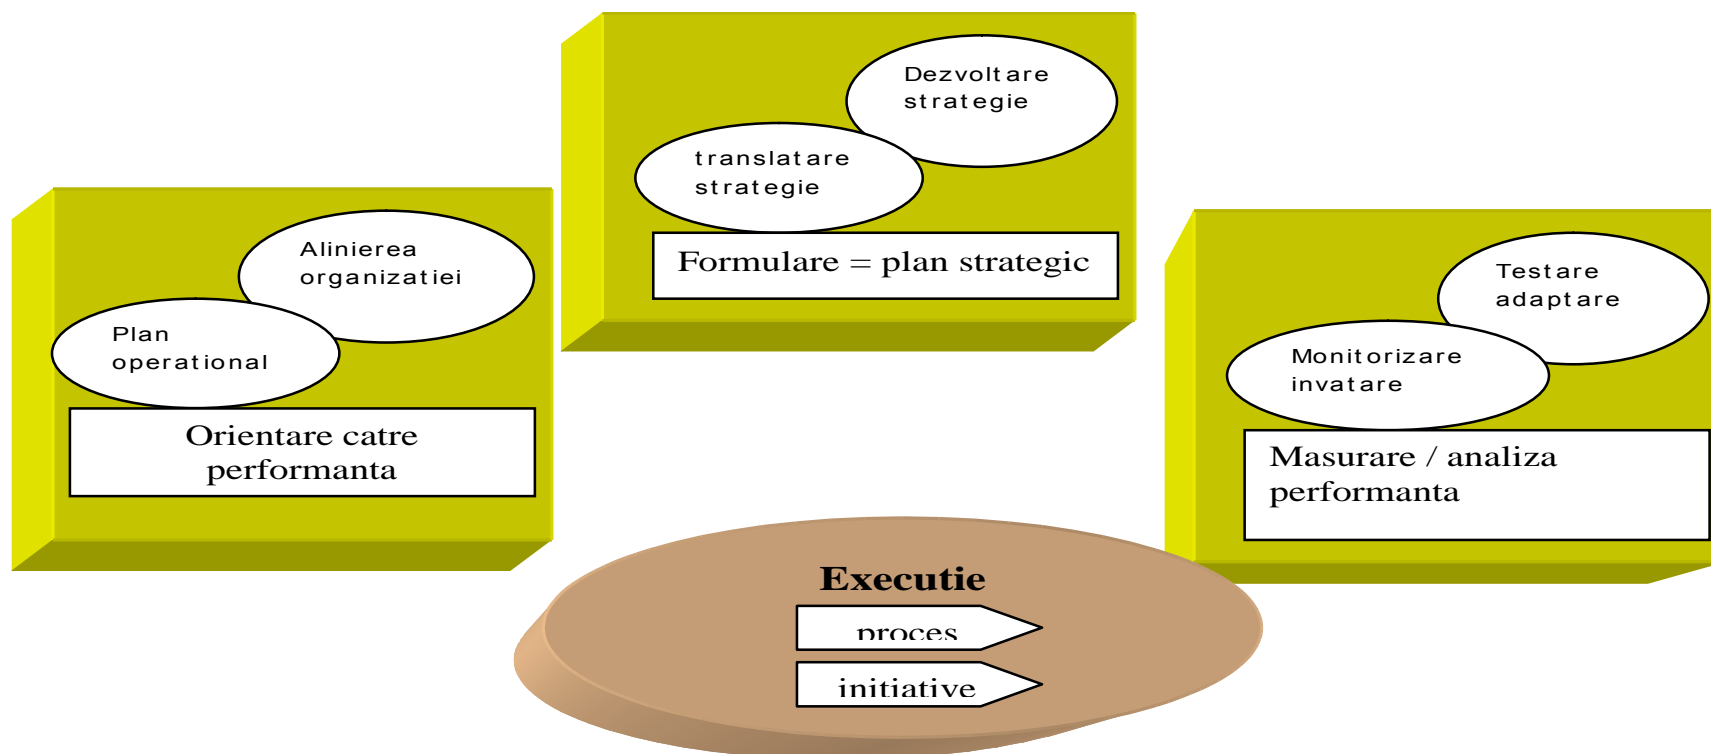 Dezvoltare
strategie
translatare
strategie
Formulare = plan strategic
Alinierea
organizatiei
Plan
operational
Orientare catre
performanta
Testare
adaptare
Monitorizare
invatare
Masurare / analiza
performanta
Executie
proces
initiative